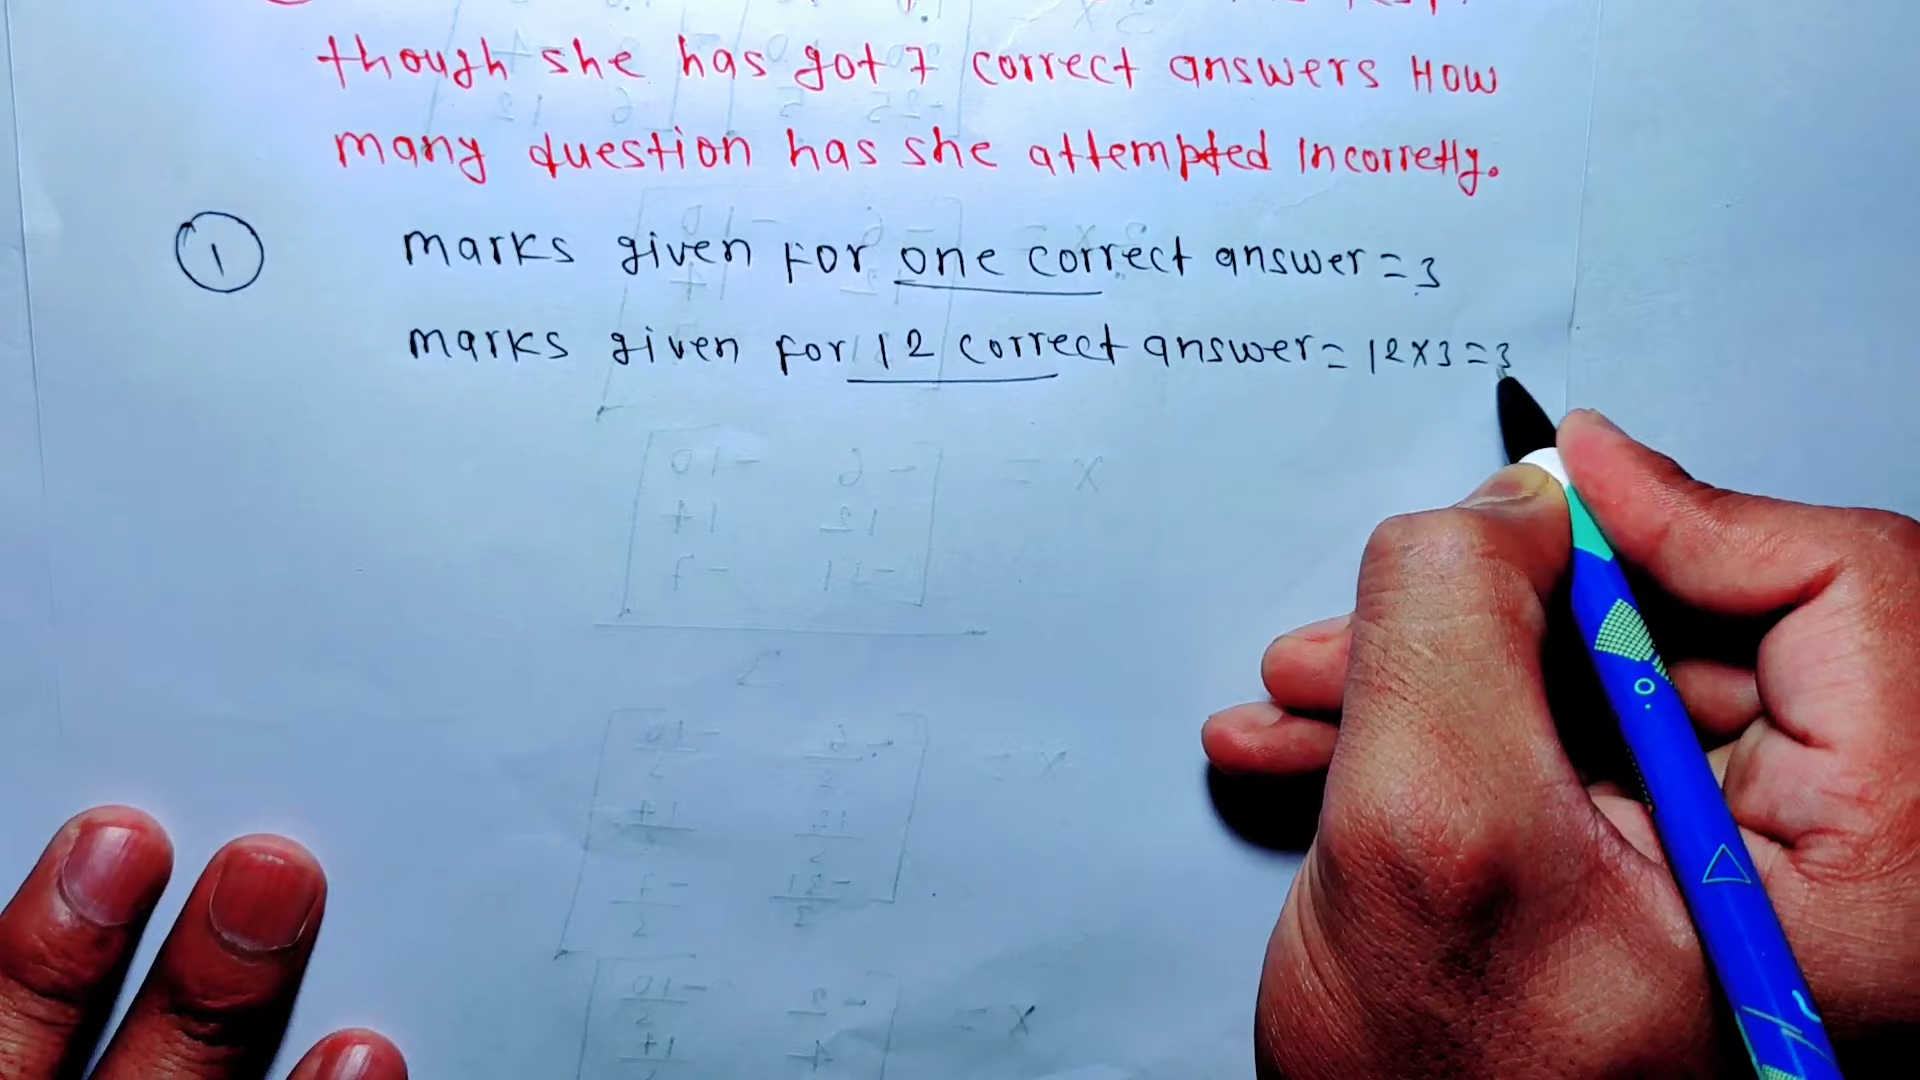 though she has got 7 correct answers How
many question has she attempted incorretly.
1 marks given for one correct answer = 3
marks given for 12 correct answer = 12 x 3 = 3